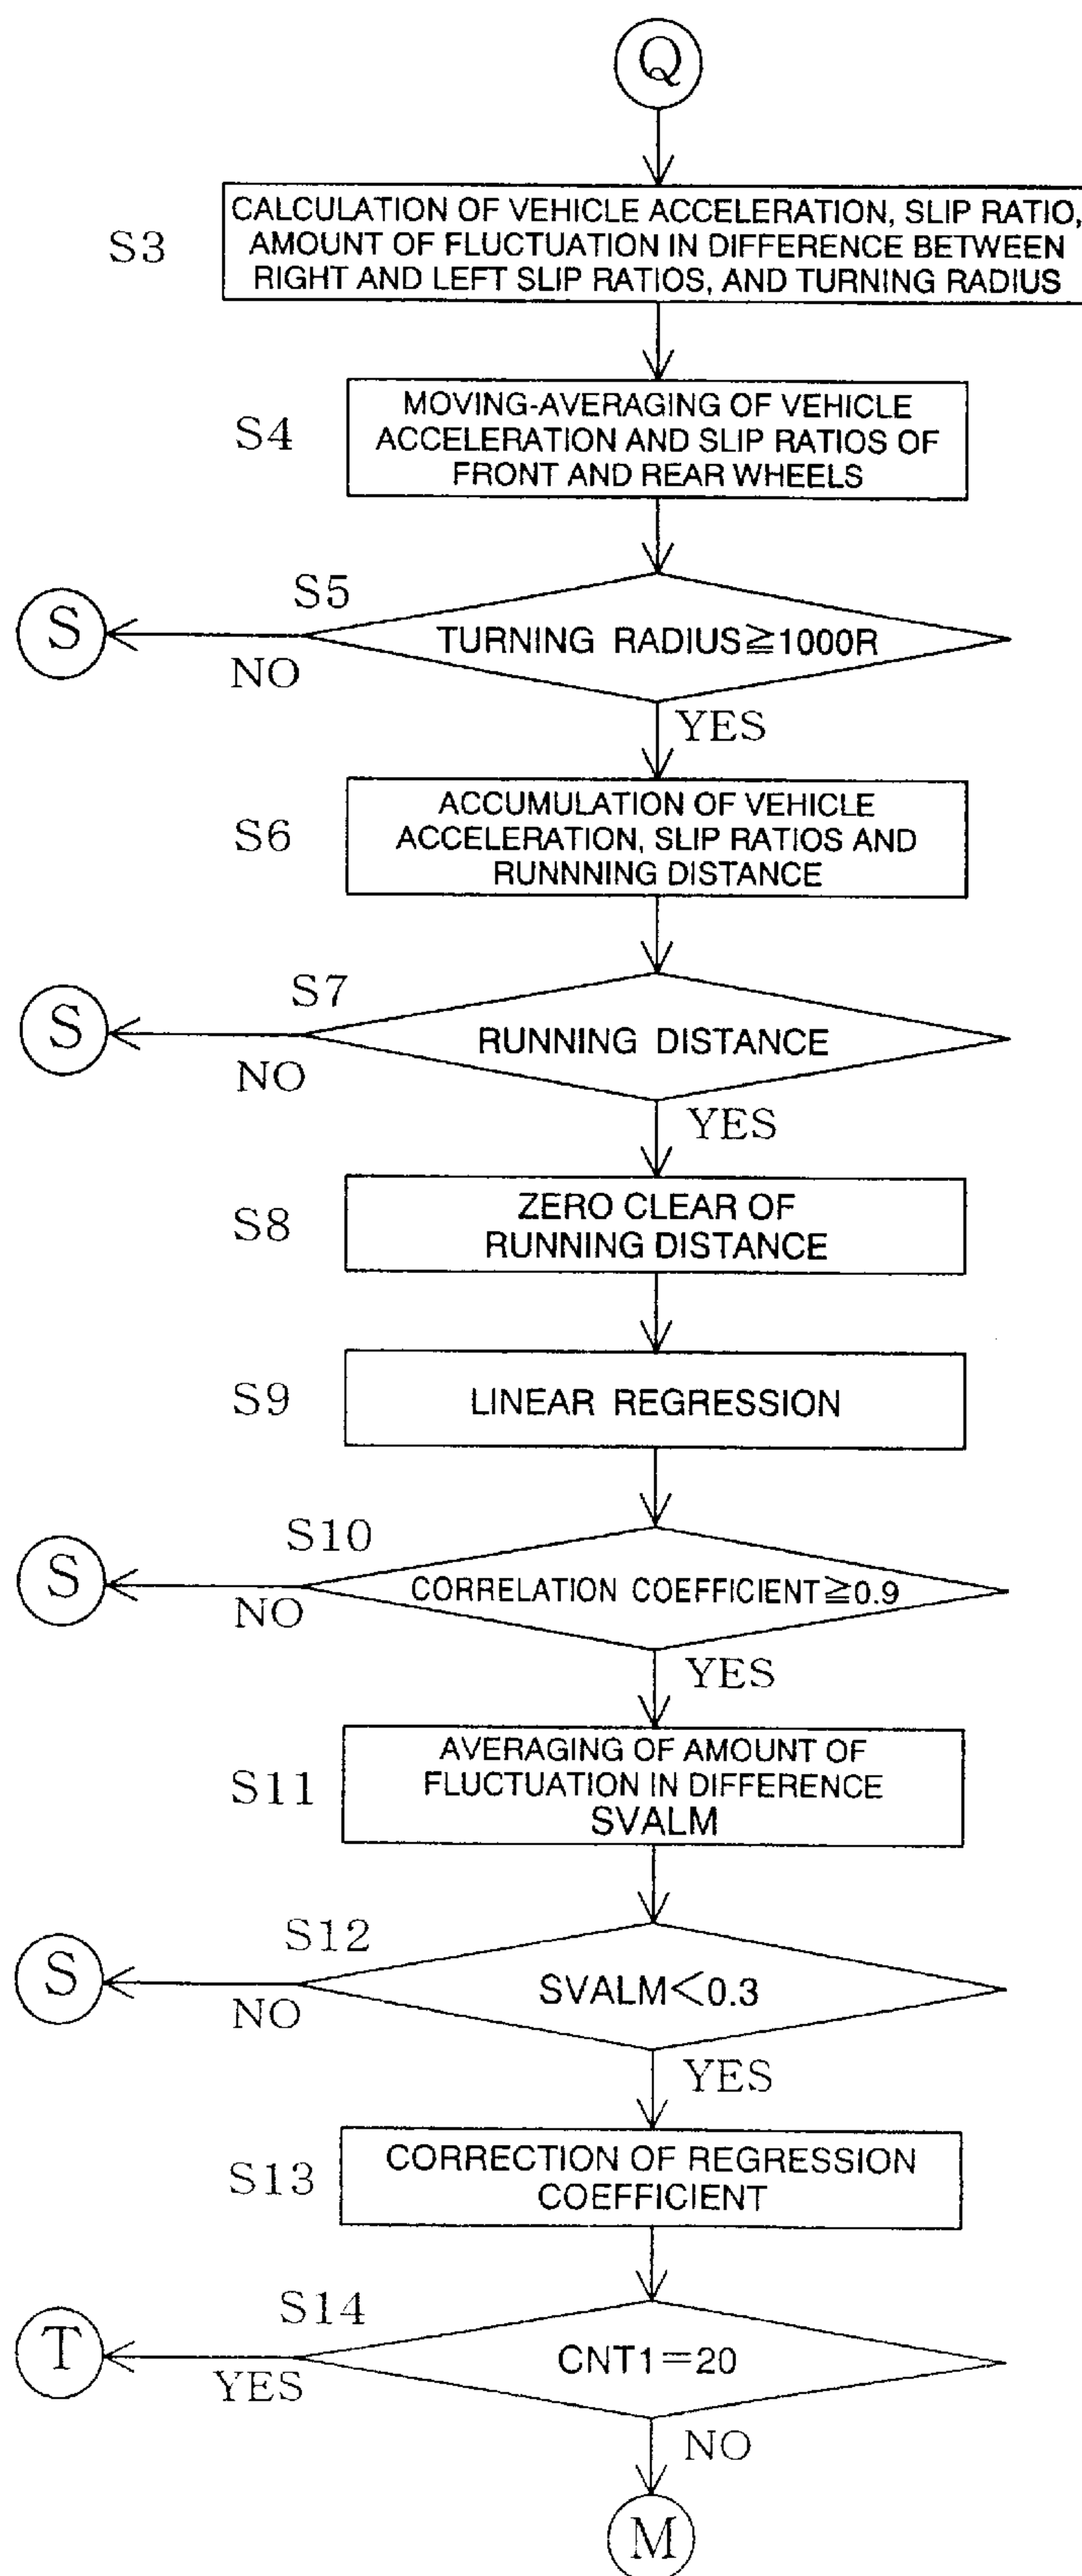 Q
S3
CALCULATION OF VEHICLE ACCELERATION, SLIP RATIO,
AMOUNT OF FLUCTUATION IN DIFFERENCE BETWEEN
RIGHT AND LEFT SLIP RATIOS, AND TURNING RADIUS
S4
MOVING-AVERAGING OF VEHICLE
ACCELERATION AND SLIP RATIOS OF
FRONT AND REAR WHEELS
S5
S
NO
TURNING RADIUS≧1000R
YES
S6
ACCUMULATION OF VEHICLE
ACCELERATION, SLIP RATIOS AND
RUNNNING DISTANCE
S7
S
NO
RUNNING DISTANCE
YES
S8
ZERO CLEAR OF
RUNNING DISTANCE
S9
LINEAR REGRESSION
S10
S
NO
CORRELATION COEFFICIENT≧0.9
YES
S11
AVERAGING OF AMOUNT OF
FLUCTUATION IN DIFFERENCE
SVALM
S12
S
NO
SVALM<0.3
YES
S13
CORRECTION OF REGRESSION
COEFFICIENT
S14
T
YES
CNT1=20
NO
M